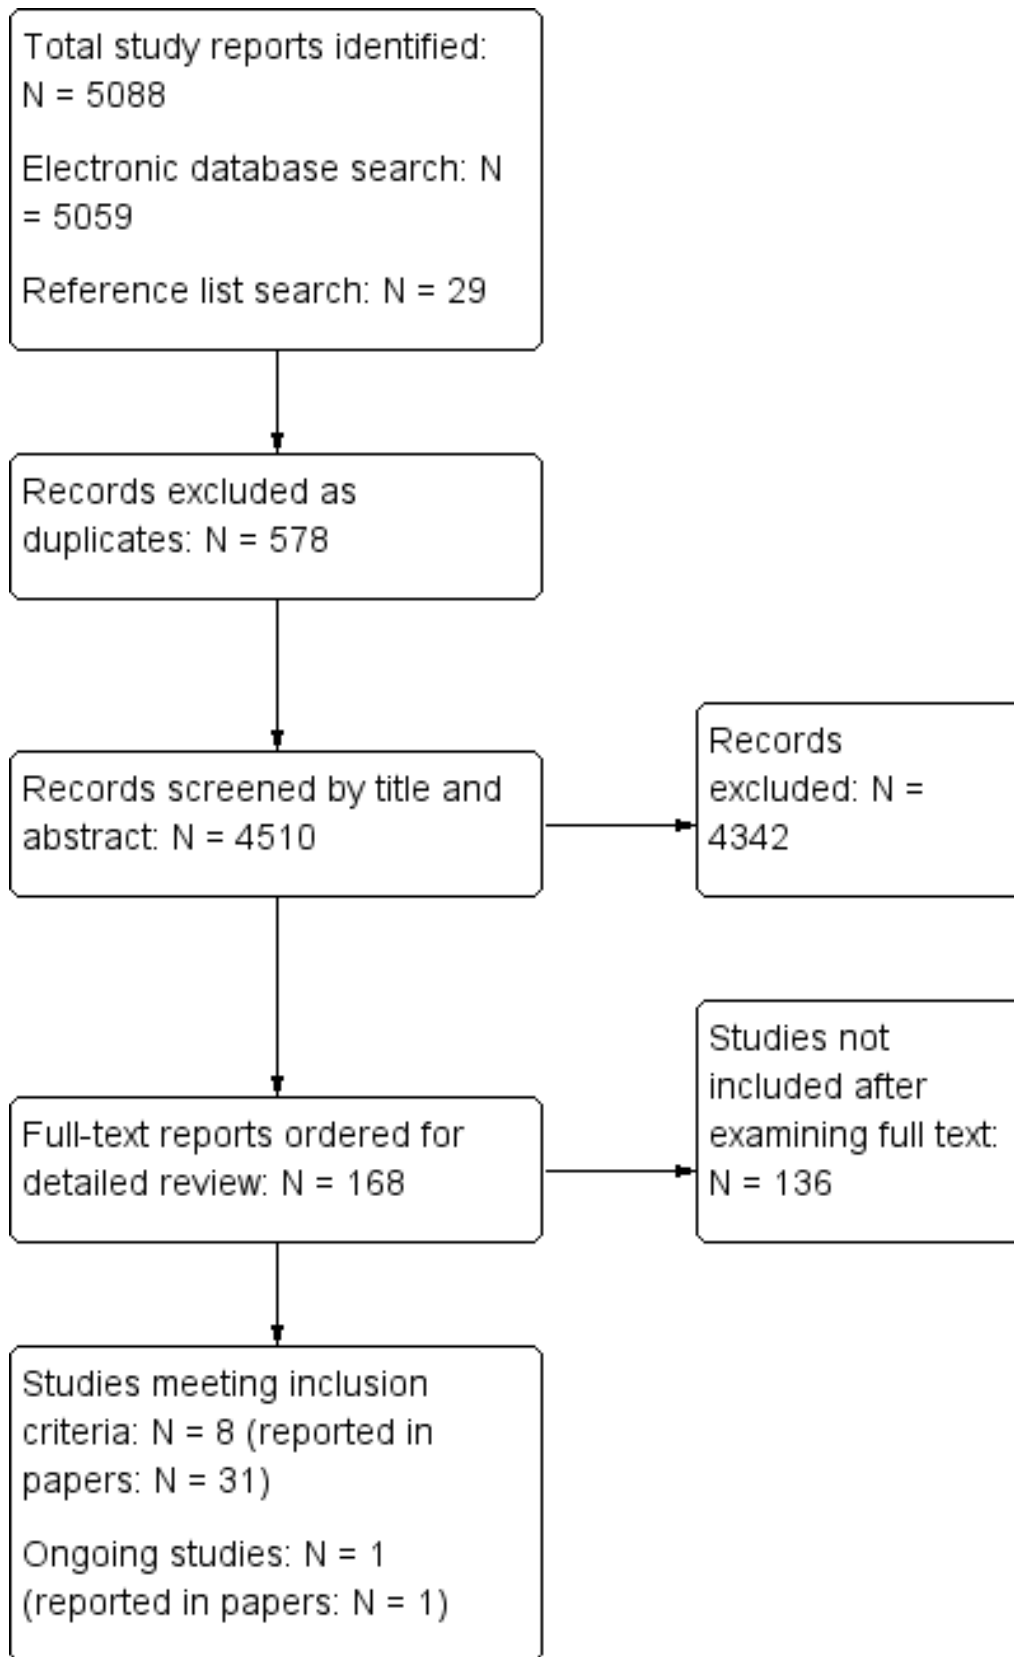 Total study reports identified:
N = 5088
Electronic database search: N
= 5059
Reference list search: N = 29
Records excluded as
duplicates: N = 578
Records screened by title and
abstract: N = 4510
Records
excluded: N =
4342
Full-text reports ordered for
detailed review: N = 168
Studies not
included after
examining full text:
N = 136
Studies meeting inclusion
criteria: N = 8 (reported in
papers: N = 31)
Ongoing studies: N = 1
(reported in papers: N = 1)